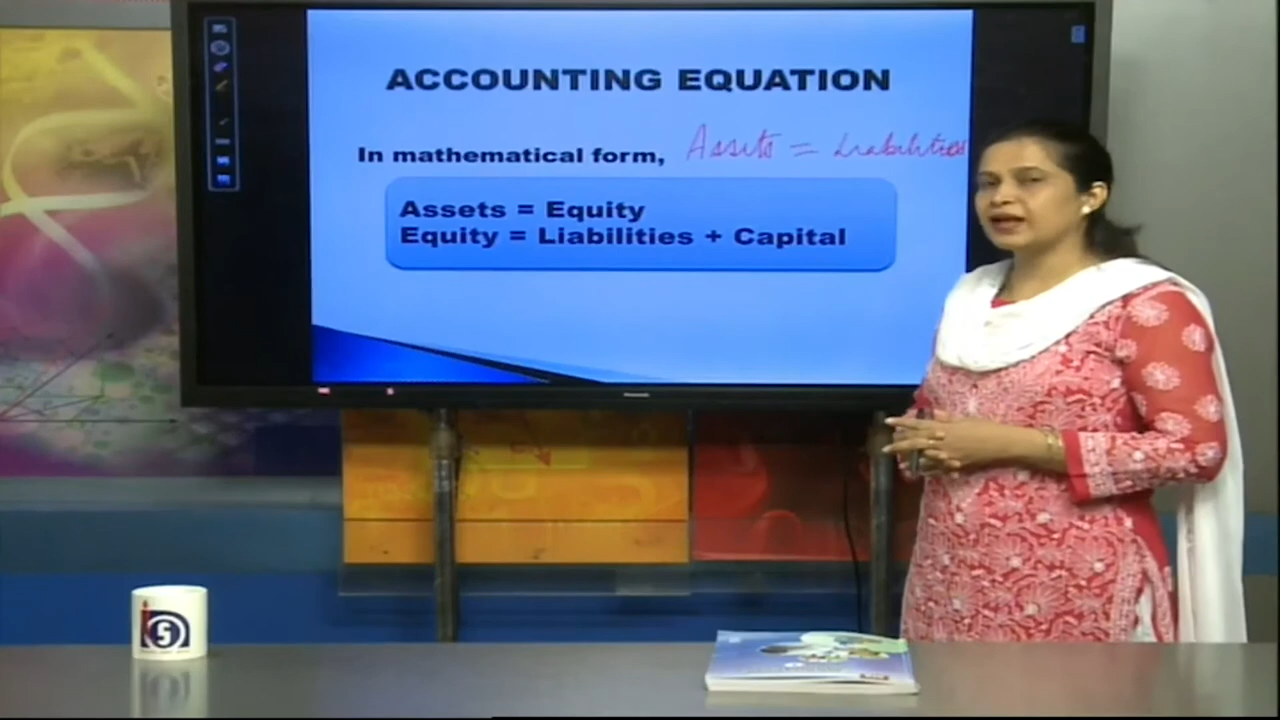 ACCOUNTING EQUATION
In mathematical form, Assets = Liabilities
Assets = Equity
Equity = Liabilities + Capital